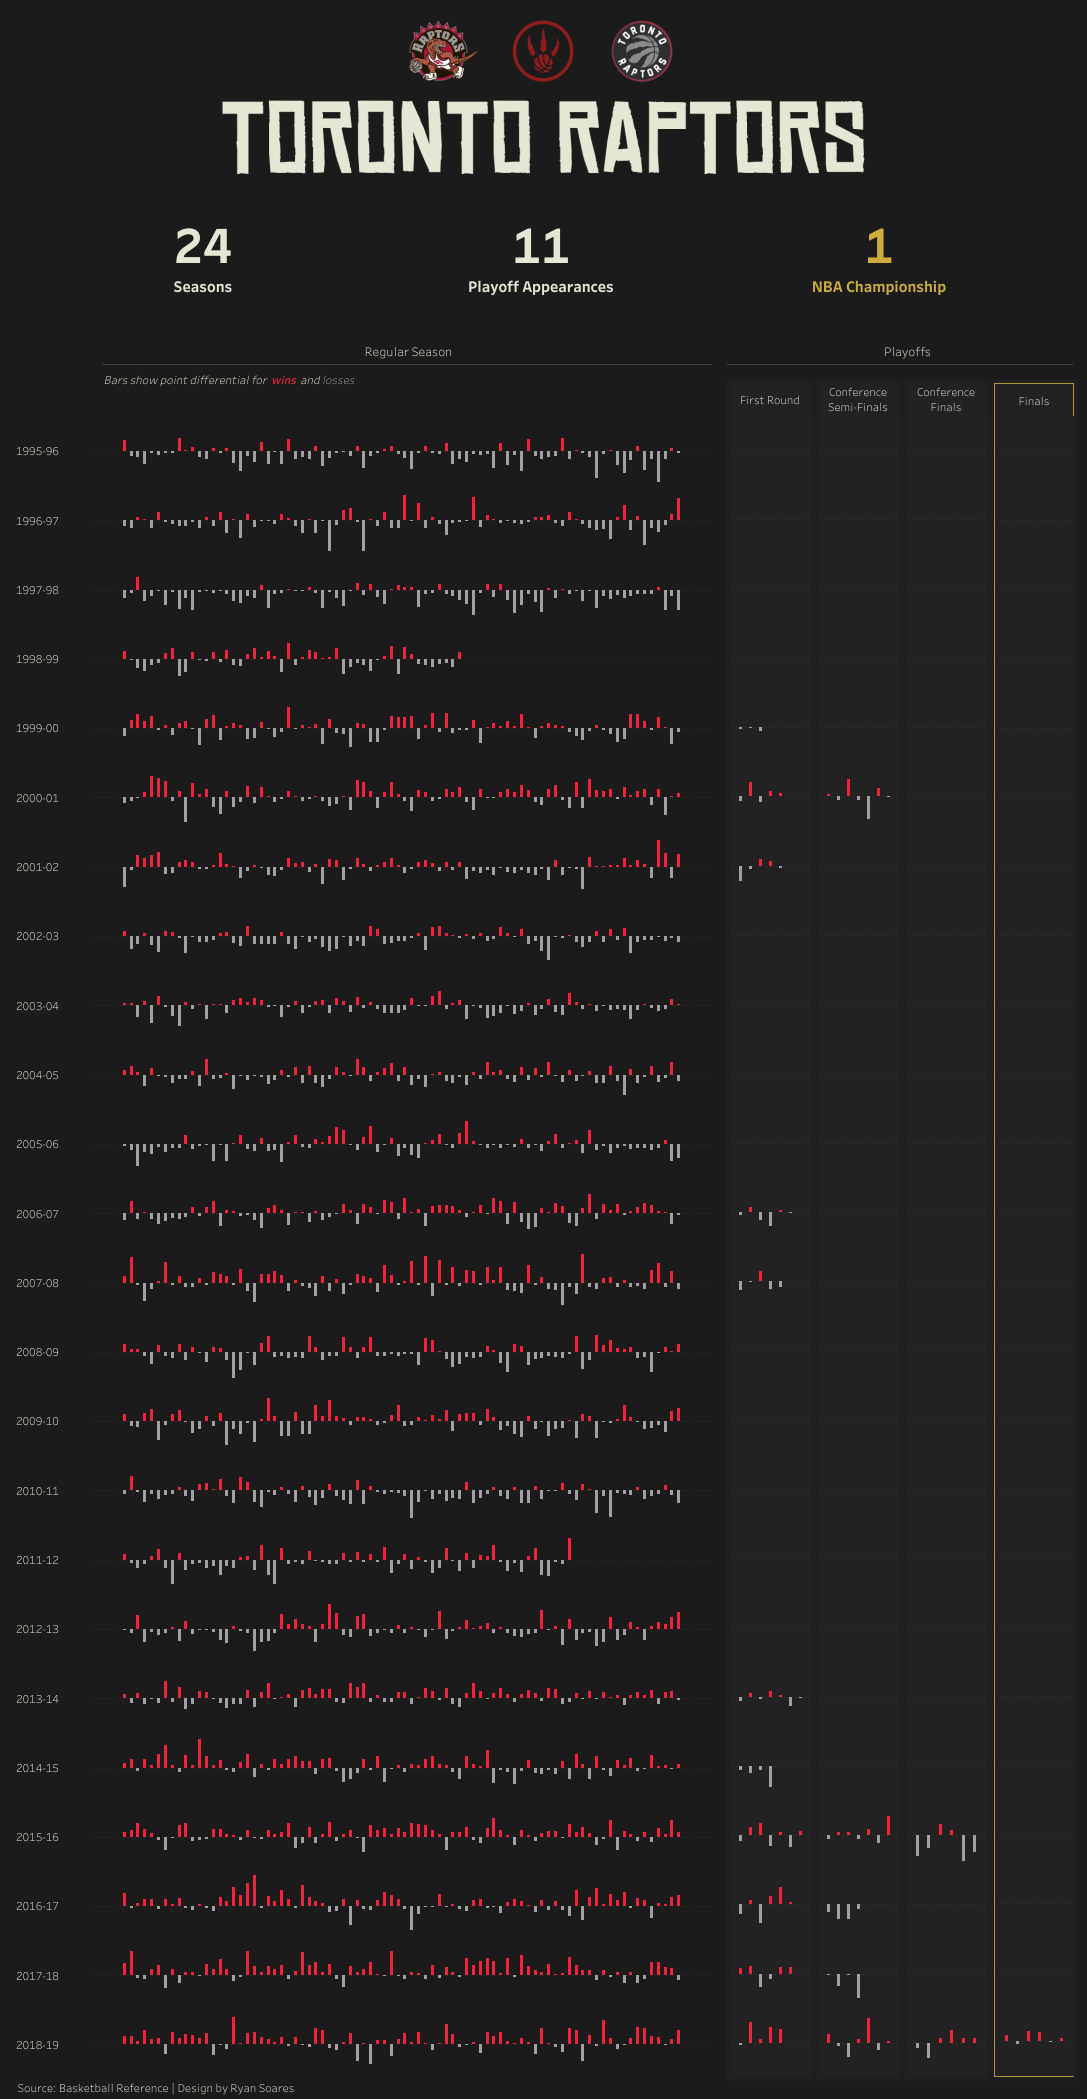 RAPTORS
TORONTO
RAPTORS
TORONTO RAPTORS
24
Seasons
11
Playoff Appearances
1
NBA Championship
Regular Season
Playoffs
Bars show point differential for wins and losses
First Round
Conference
Semi-Finals
Conference
Finals
Finals
1995-96
1996-97
1997-98
1998-99
1999-00
2000-01
2001-02
2002-03
2003-04
2004-05
2005-06
2006-07
2007-08
2008-09
2009-10
2010-11
2011-12
2012-13
2013-14
2014-15
2015-16
2016-17
2017-18
2018-19
Source: Basketball Reference | Design by Ryan Soares